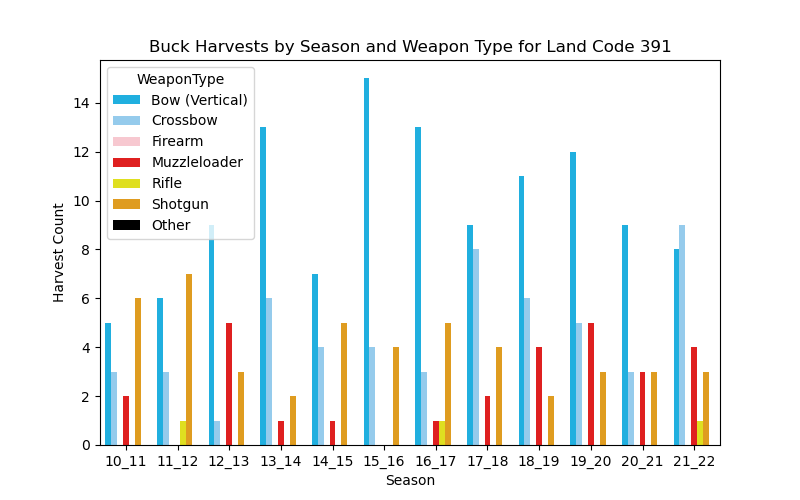 Buck Harvests by Season and Weapon Type for Land Code 391
WeaponType
Bow (Vertical)
Crossbow
Firearm
Muzzleloader
Rifle
Shotgun
Other
Harvest Count
14
12
10
8
6
4
2
0
10_11 11_12 12_13 13_14 14_15 15_16 16_17 17_18 18_19 19_20 20_21 21_22
Season